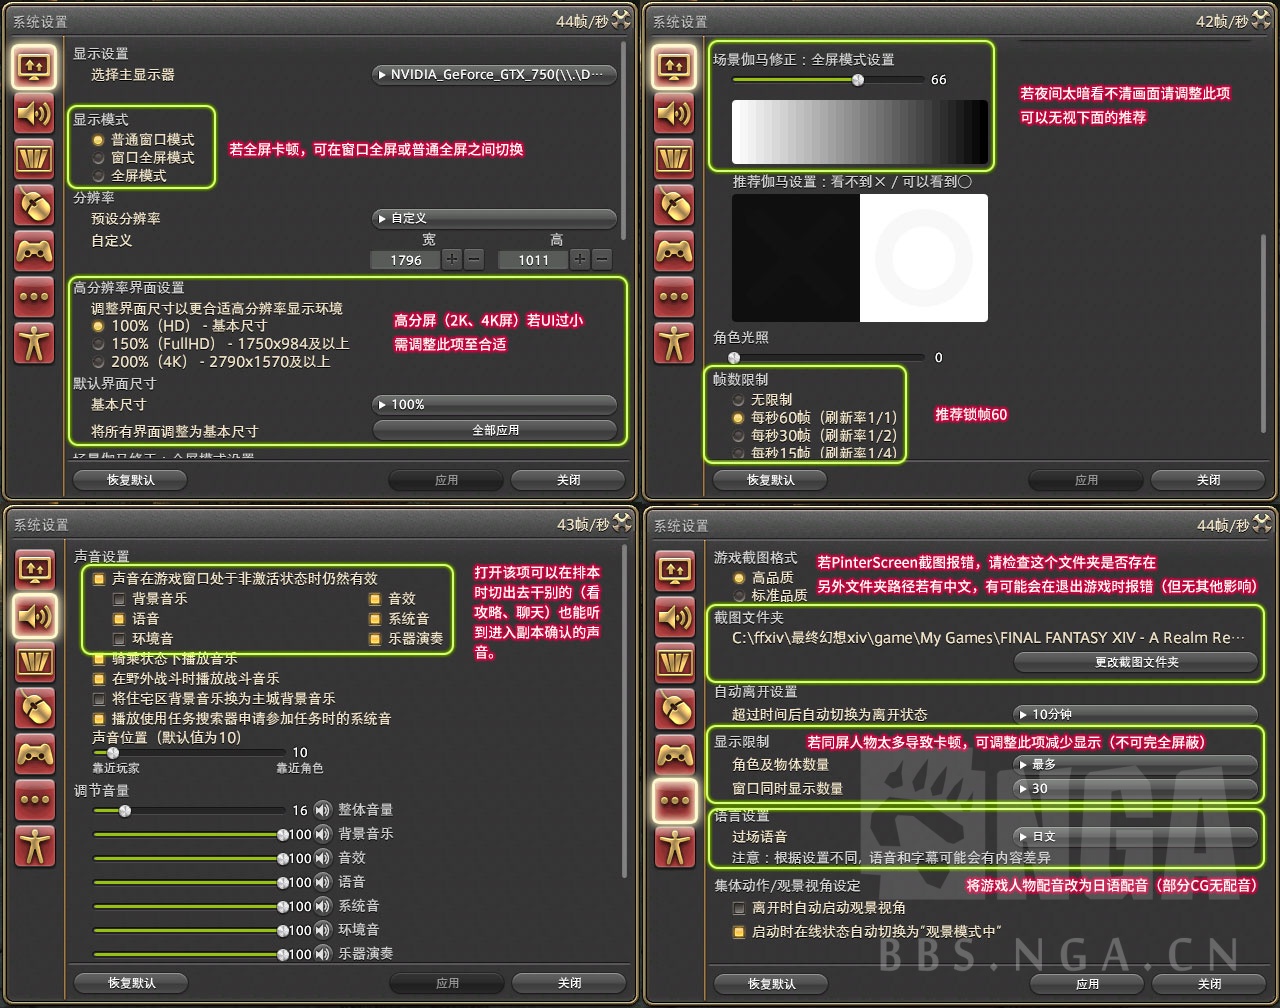 系统设置
44帧/秒
显示设置
选择主显示器
NVIDIA_GeForce_GTX_750(\\.\D···
显示模式
普通窗口模式
窗口全屏模式
全屏模式
若全屏卡顿，可在窗口全屏或普通全屏之间切换
分辨率
预设分辨率
自定义
自定义
宽
高
1796
1011
高分辨率界面设置
调整界面尺寸以更合适高分辨率显示环境
100%（HD） - 基本尺寸
150%（FullHD） - 1750x984及以上
200%（4K） - 2790x1570及以上
高分屏（2K、4K屏）若UI过小
需调整此项至合适
默认界面尺寸
基本尺寸
100%
将所有界面调整为基本尺寸
全部应用
场景伽马修正：全屏模式设置
恢复默认
应用
关闭
系统设置
42帧/秒
场景伽马修正：全屏模式设置
66
若夜间太暗看不清画面请调整此项
可以无视下面的推荐
推荐伽马设置：看不到× / 可以看到○
角色光照
0
帧数限制
无限制
每秒60帧（刷新率1/1）
每秒30帧（刷新率1/2）
每秒15帧（刷新率1/4）
推荐锁帧60
恢复默认
应用
关闭
系统设置
43帧/秒
声音设置
声音在游戏窗口处于非激活状态时仍然有效
背景音乐
音效
语音
系统音
环境音
乐器演奏
打开该项可以在排本
时切出去干别的（看
攻略、聊天）也能听
到进入副本确认的声
音。
骑乘状态下播放音乐
在野外战斗时播放战斗音乐
将住宅区背景音乐换为主城背景音乐
播放使用任务搜索器申请参加任务时的系统音
声音位置（默认值为10）
10
靠近玩家
靠近角色
调节音量
16 整体音量
100 背景音乐
100 音效
100 语音
100 系统音
100 环境音
100 乐器演奏
恢复默认
应用
关闭
系统设置
44帧/秒
游戏截图格式
高品质
标准品质
若PinterScreen截图报错，请检查这个文件夹是否存在
另外文件夹路径若有中文，有可能会在退出游戏时报错（但无其他影响）
截图文件夹
C:\ffxiv\最终幻想xiv\game\My Games\FINAL FANTASY XIV - A Realm Re···
更改截图文件夹
自动离开设置
超过时间后自动切换为离开状态
10分钟
显示限制
若同屏人物太多导致卡顿，可调整此项减少显示（不可完全屏蔽）
角色及物体数量
最多
窗口同时显示数量
30
语言设置
过场语音
日文
注意：根据设置不同，语音和字幕可能会有内容差异
集体动作/观景视角设定
将游戏人物配音改为日语配音（部分CG无配音）
离开时自动启动观景视角
启动时在线状态自动切换为“观景模式中”
NGA
BBS.NGA.CN
恢复默认
应用
关闭